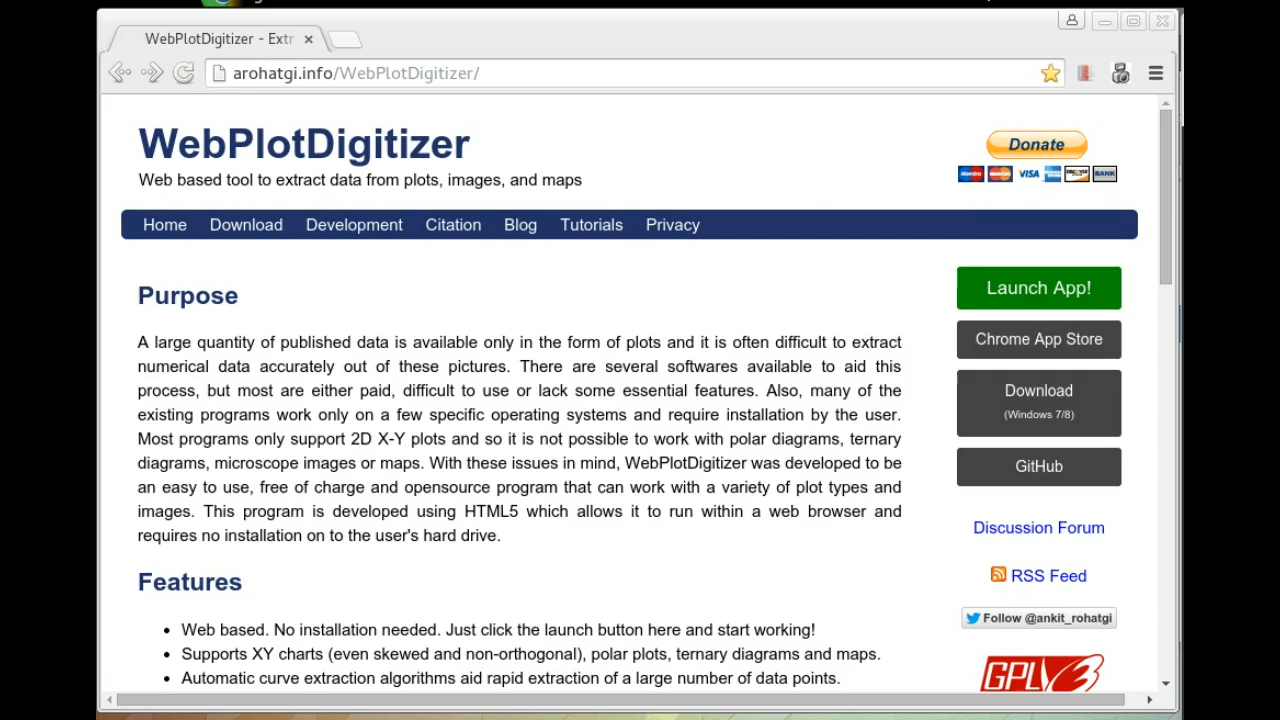 WebPlotDigitizer - Extr
arohatgi.info/WebPlotDigitizer/
WebPlotDigitizer
Web based tool to extract data from plots, images, and maps
Donate
VISA
BANK
Home Download Development Citation Blog Tutorials Privacy
Purpose
A large quantity of published data is available only in the form of plots and it is often difficult to extract
numerical data accurately out of these pictures. There are several softwares available to aid this
process, but most are either paid, difficult to use or lack some essential features. Also, many of the
existing programs work only on a few specific operating systems and require installation by the user.
Most programs only support 2D X-Y plots and so it is not possible to work with polar diagrams, ternary
diagrams, microscope images or maps. With these issues in mind, WebPlotDigitizer was developed to be
an easy to use, free of charge and opensource program that can work with a variety of plot types and
images. This program is developed using HTML5 which allows it to run within a web browser and
requires no installation on to the user's hard drive.
Features
• Web based. No installation needed. Just click the launch button here and start working!
• Supports XY charts (even skewed and non-orthogonal), polar plots, ternary diagrams and maps.
• Automatic curve extraction algorithms aid rapid extraction of a large number of data points.
Launch App!
Chrome App Store
Download
(Windows 7/8)
GitHub
Discussion Forum
RSS Feed
Follow @ankit_rohatgi
GPLv3